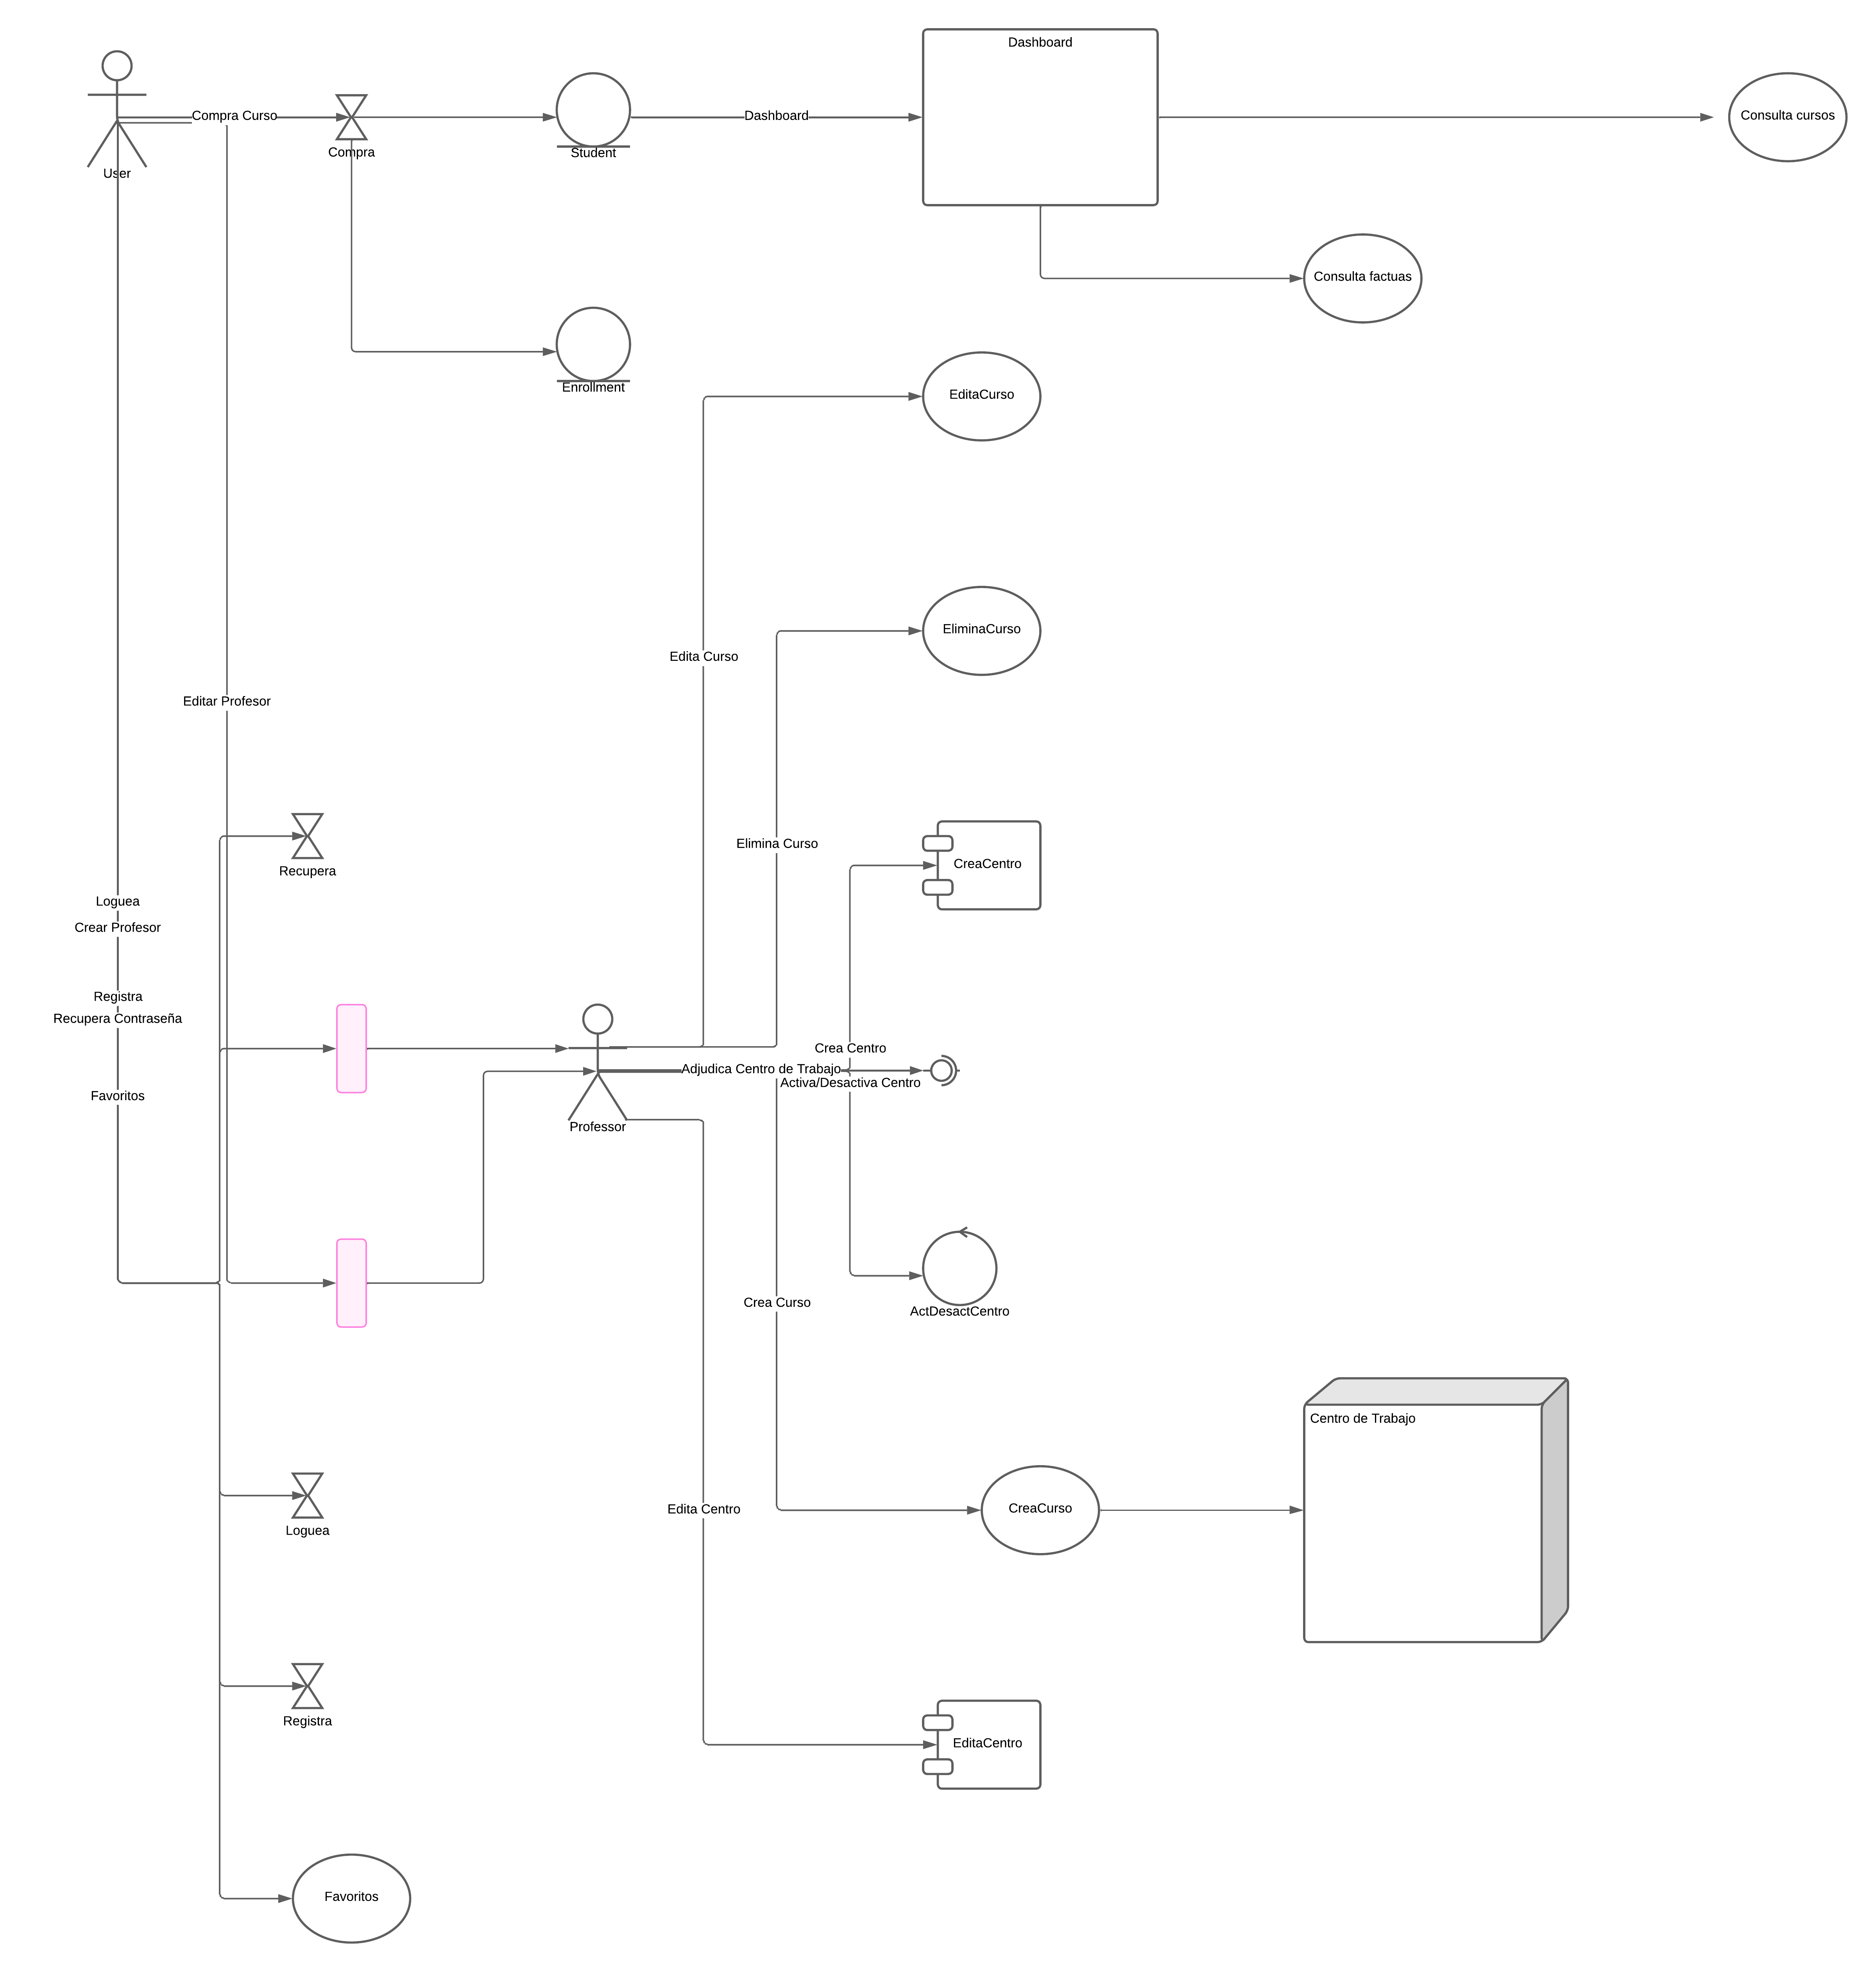 Dashboard
Compra Curso
Dashboard
Consulta cursos
Compra
Student
User
Consulta factuas
Enrollment
EditaCurso
EliminaCurso
Edita Curso
Editar Profesor
Elimina Curso
CreaCentro
Recupera
Loguea
Crear Profesor
Registra
Recupera Contraseña
Crea Centro
Adjudica Centro de Trabajo
Activa/Desactiva Centro
Favoritos
Professor
Crea Curso
ActDesactCentro
Centro de Trabajo
Edita Centro
CreaCurso
Loguea
Registra
EditaCentro
Favoritos